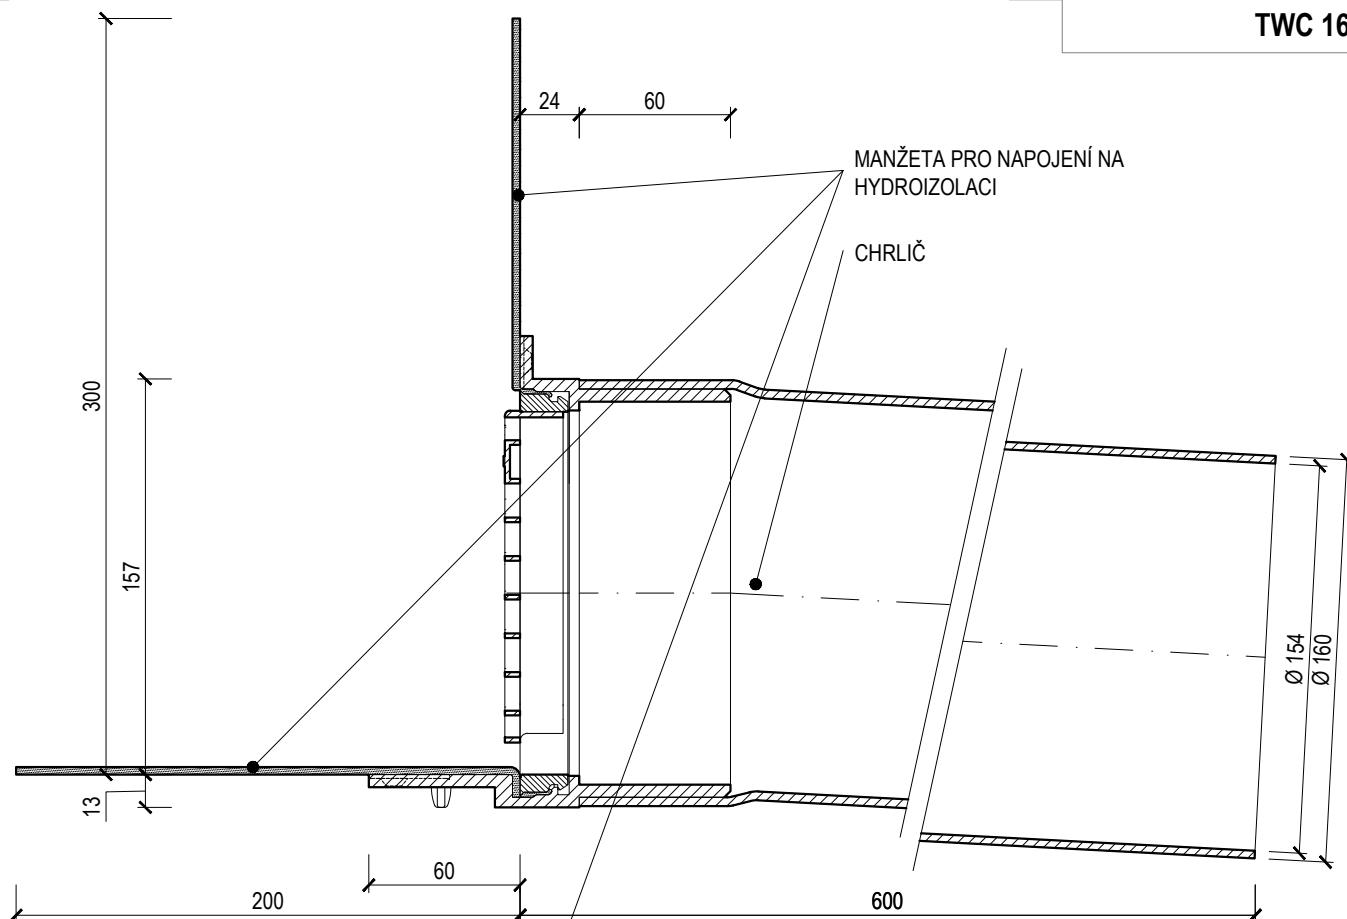 TWC 16
24
60
MANŽETA PRO NAPOJENÍ NA
HYDROIZOLACI
CHRLIČ
300
157
13
Ø 154
Ø 160
60
200
600